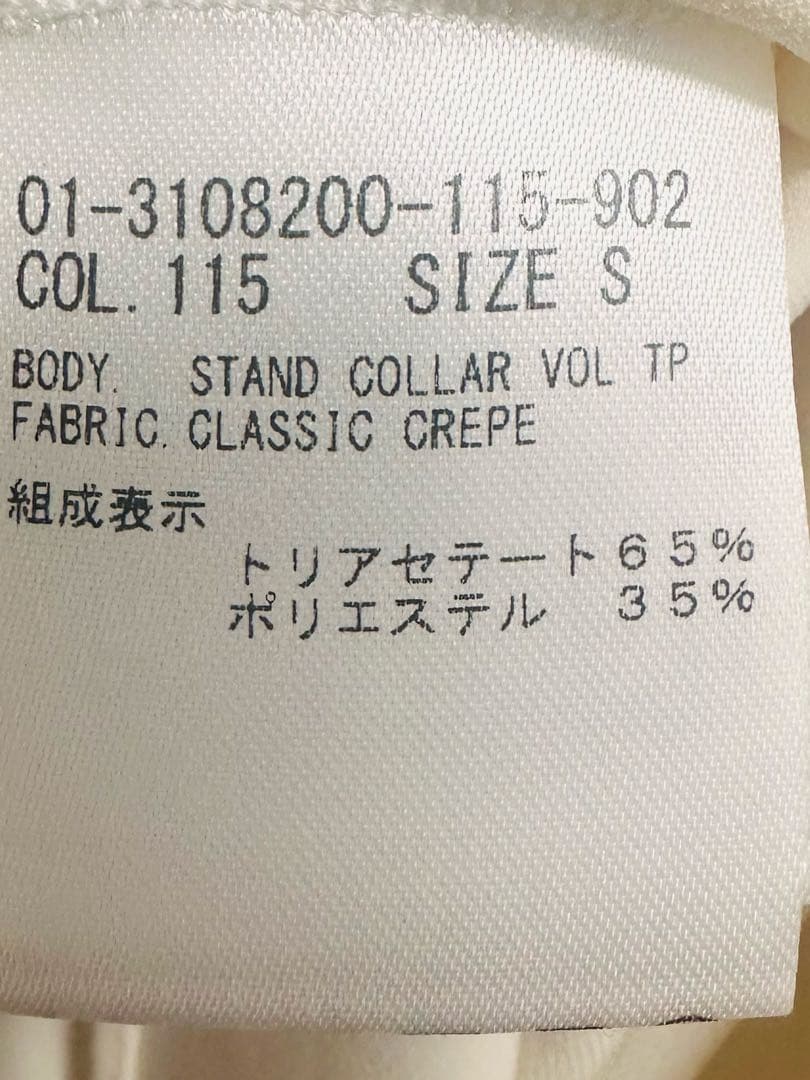 01-3108200-115-902
COL. 115 SIZE S
BODY. STAND COLLAR VOL TP
FABRIC. CLASSIC CREPE
組成表示
トリアセテート65%
ポリエステル 35%